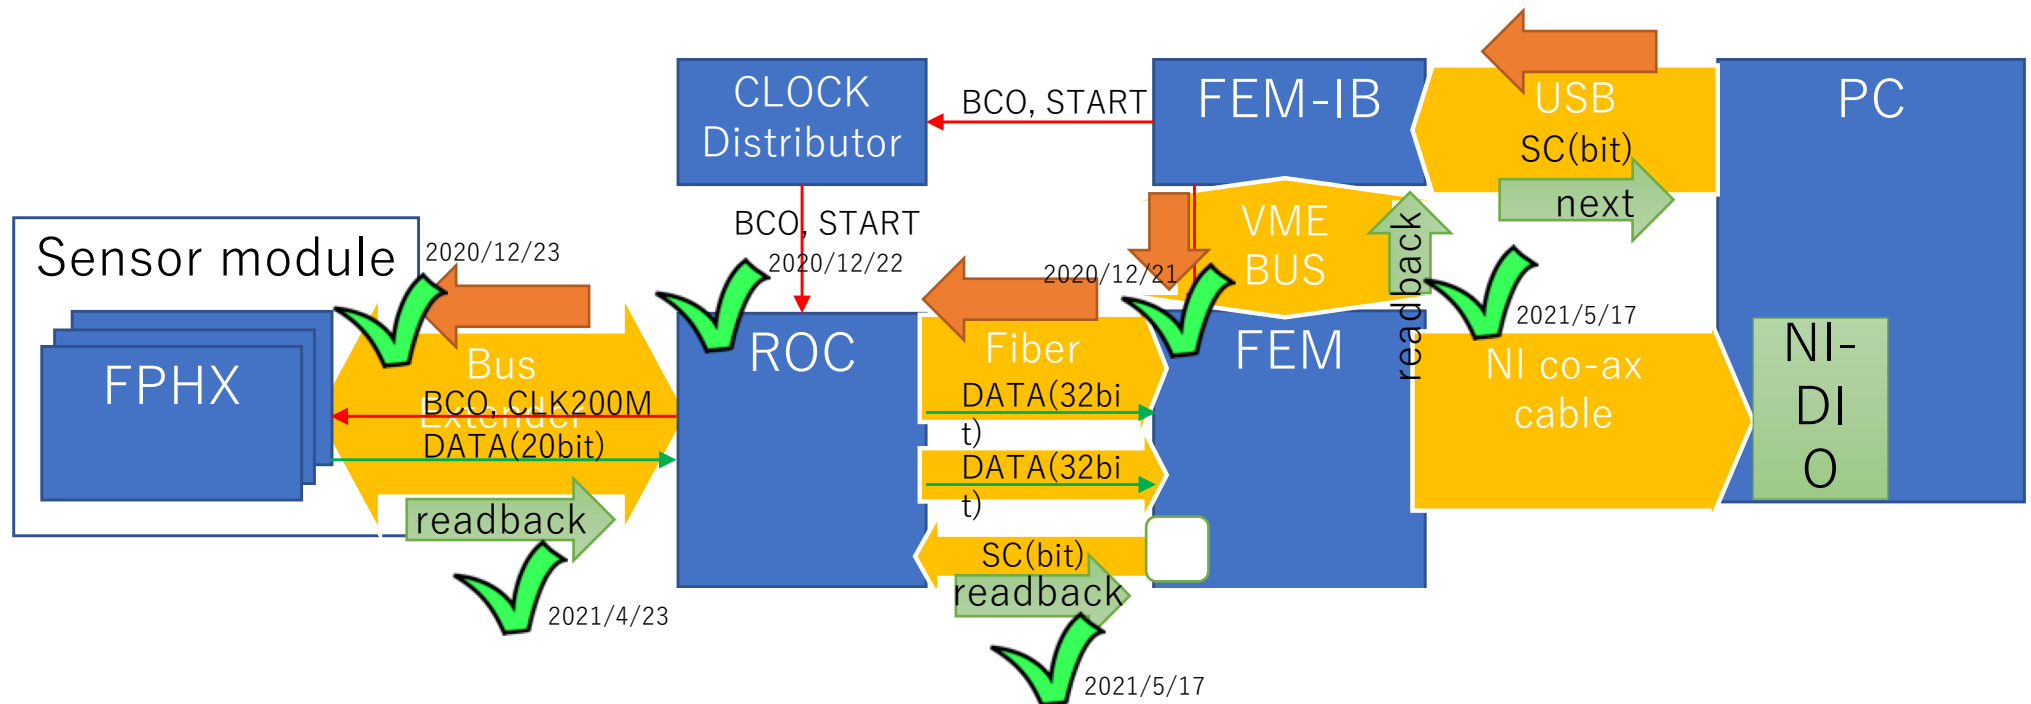 CLOCK
Distributor
BCO, START
FEM-IB
USB
SC(bit)
next
PC
BCO, START
2020/12/22
Sensor module
2020/12/23
2020/12/21
VME
BUS
readback
2021/5/17
FPHX
Bus
Extender
BCO, CLK200M
DATA(20bit)
readback
2021/4/23
ROC
Fiber
DATA(32bi
t)
DATA(32bi
t)
SC(bit)
readback
2021/5/17
FEM
NI co-ax
cable
NI-
DI
O